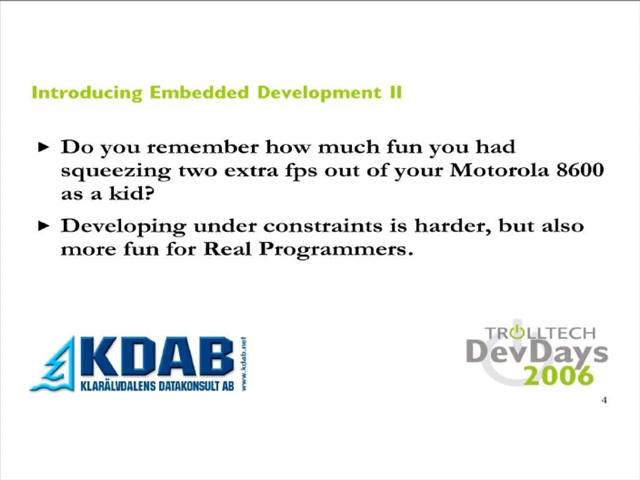 Introducing Embedded Development II
► Do you remember how much fun you had
squeezing two extra fps out of your Motorola 8600
as a kid?
► Developing under constraints is harder, but also
more fun for Real Programmers.
KDAB
KLARÄLVDALENS DATAKONSULT AB
www.kdab.net
TROLLTECH
DevDays
2006
4